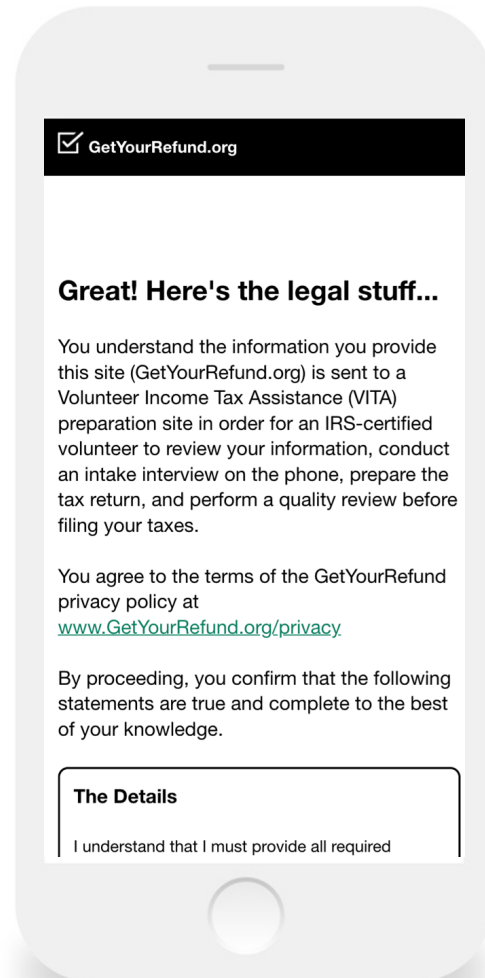 GetYourRefund.org
Great! Here's the legal stuff...
You understand the information you provide
this site (GetYourRefund.org) is sent to a
Volunteer Income Tax Assistance (VITA)
preparation site in order for an IRS-certified
volunteer to review your information, conduct
an intake interview on the phone, prepare the
tax return, and perform a quality review before
filing your taxes.
You agree to the terms of the GetYourRefund
privacy policy at
www.GetYourRefund.org/privacy
By proceeding, you confirm that the following
statements are true and complete to the best
of your knowledge.
The Details
I understand that I must provide all required